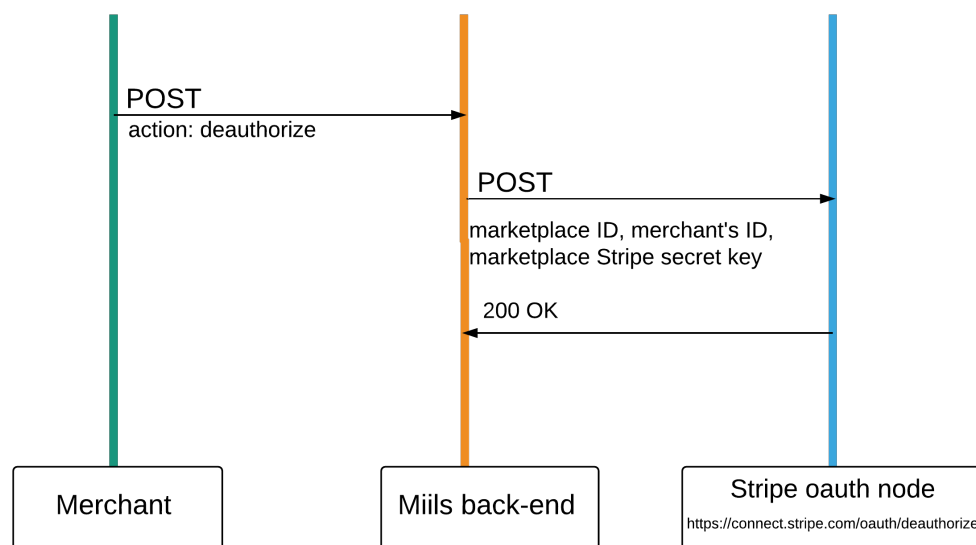 POST
action: deauthorize
POST
marketplace ID, merchant's ID,
marketplace Stripe secret key
200 OK
Merchant
Miils back-end
Stripe oauth node
https://connect.stripe.com/oauth/deauthorize